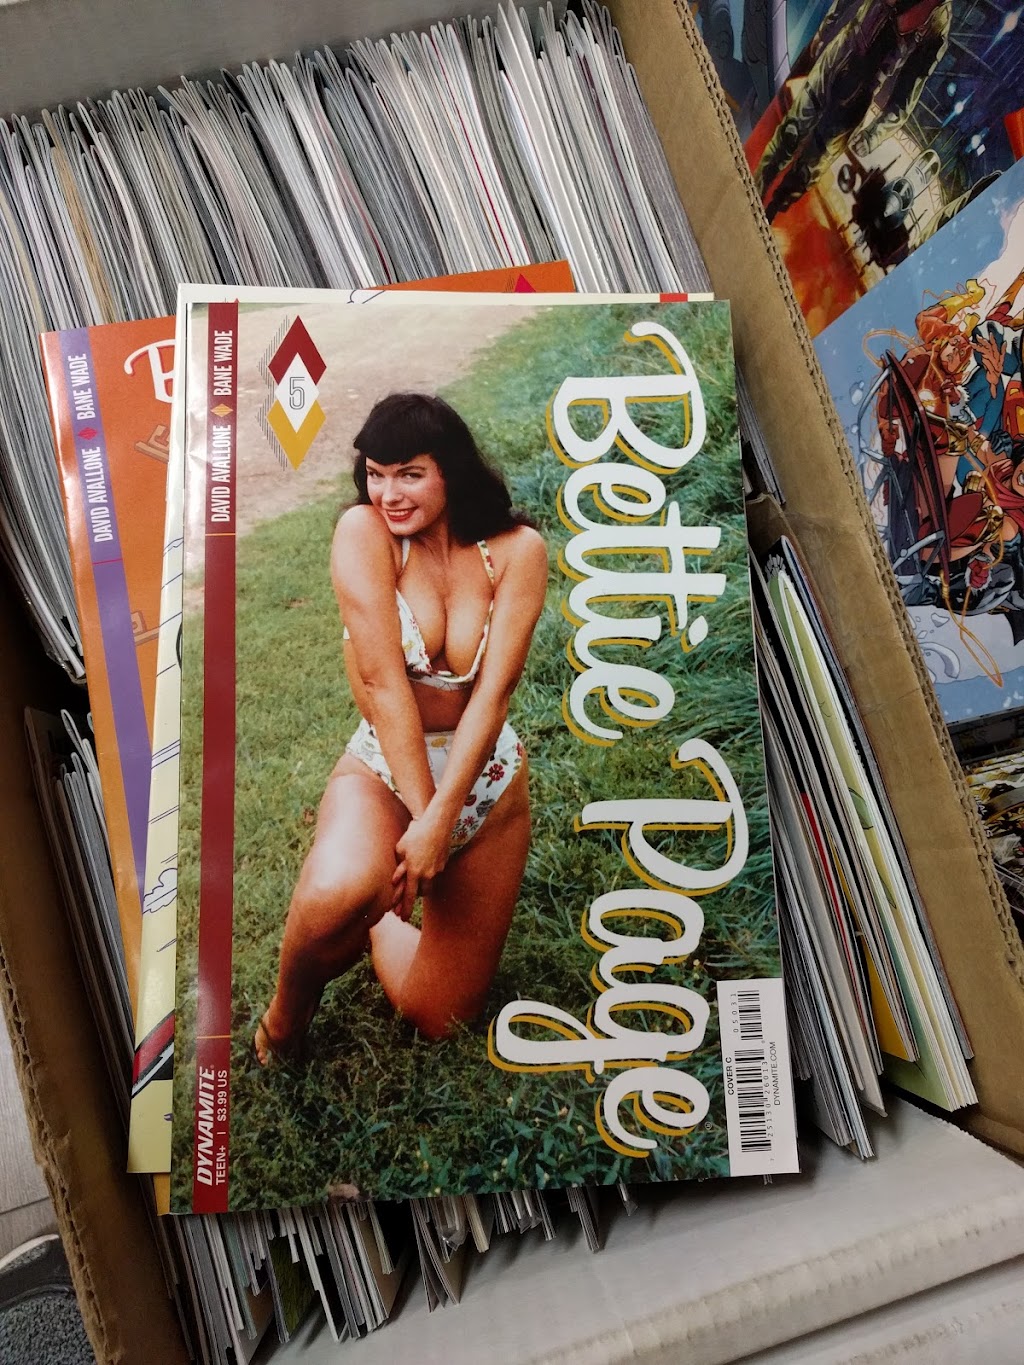 DAVID AVALLONE ◆ BANE WADE
B
DAVID AVALLONE ◆ BANE WADE
5
Bettie Page
®
DYNAMITE®
TEEN+ | $3.99 US
COVER C
05031
DYNAMITE.COM